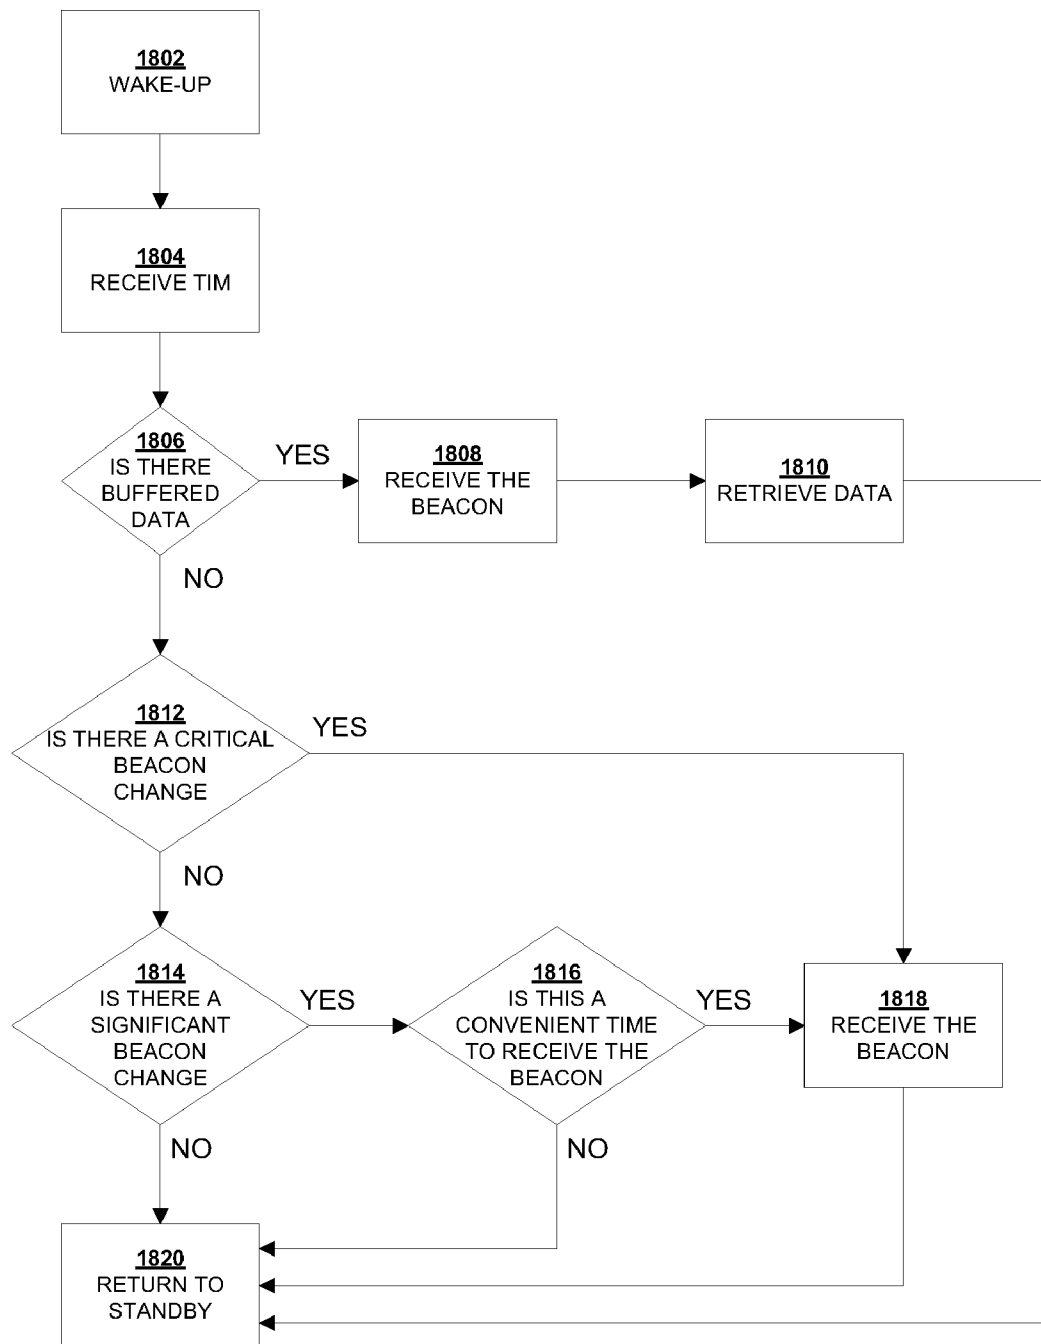 1802
WAKE-UP
1804
RECEIVE TIM
1806
IS THERE
BUFFERED
DATA
YES
1808
RECEIVE THE
BEACON
1810
RETRIEVE DATA
NO
1812
IS THERE A CRITICAL
BEACON
CHANGE
YES
NO
1814
IS THERE A
SIGNIFICANT
BEACON
CHANGE
YES
1816
IS THIS A
CONVENIENT TIME
TO RECEIVE THE
BEACON
YES
1818
RECEIVE THE
BEACON
NO
NO
1820
RETURN TO
STANDBY